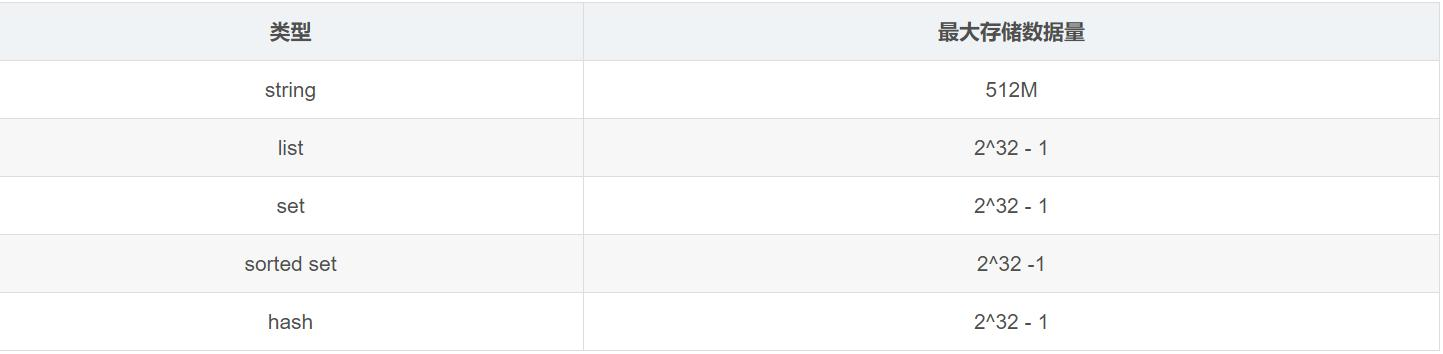 类型 最大存储数据量
string 512M
list 2^32 - 1
set 2^32 - 1
sorted set 2^32 -1
hash 2^32 - 1